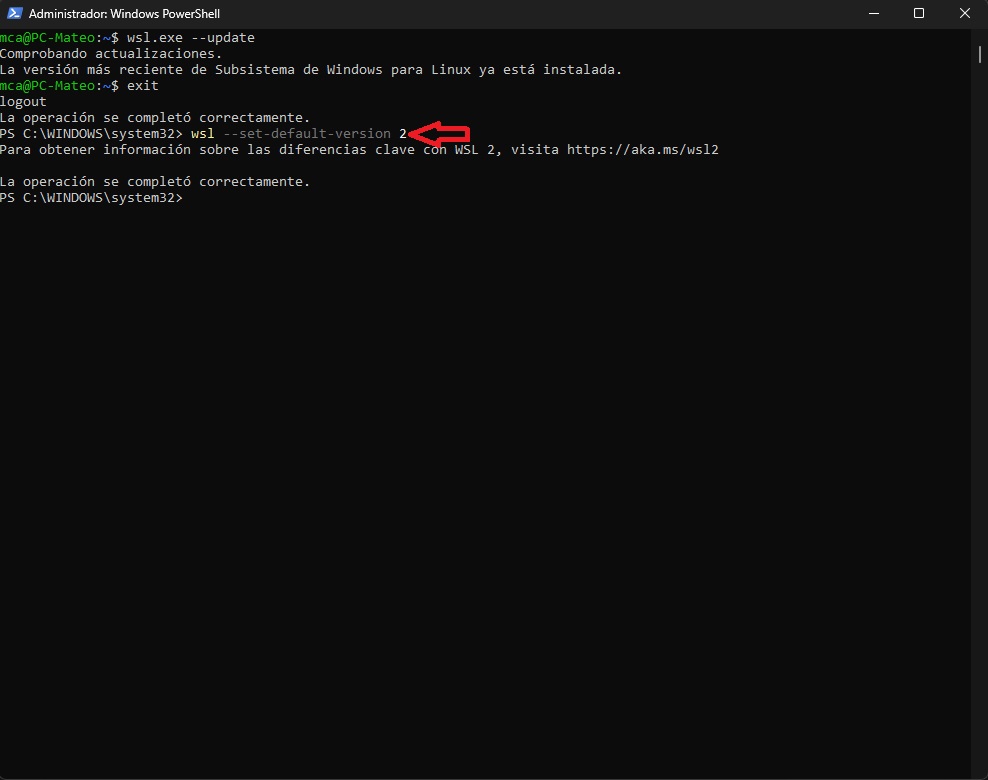 Administrador: Windows PowerShell
mca@PC-Mateo:~$ wsl.exe --update
Comprobando actualizaciones.
La versión más reciente de Subsistema de Windows para Linux ya está instalada.
mca@PC-Mateo:~$ exit
logout
La operación se completó correctamente.
PS C:\WINDOWS\system32> wsl --set-default-version 2
Para obtener información sobre las diferencias clave con WSL 2, visita https://aka.ms/wsl2
La operación se completó correctamente.
PS C:\WINDOWS\system32>